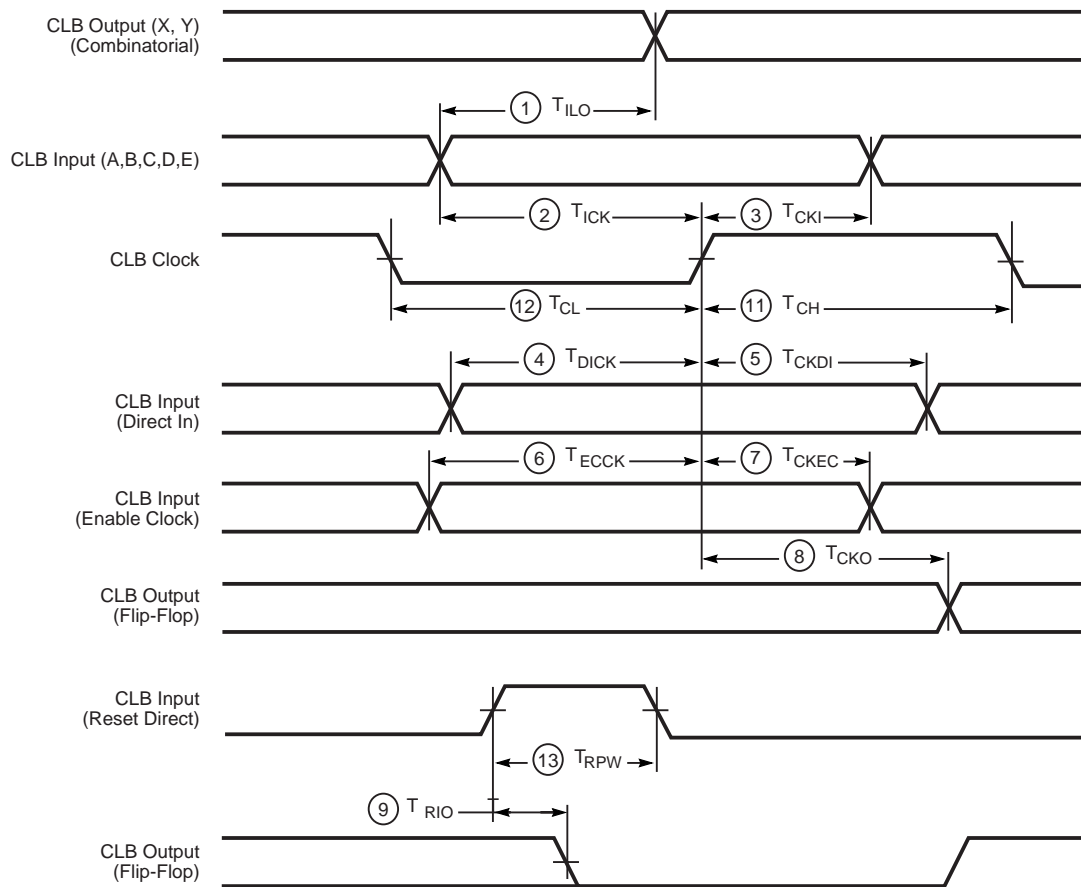 CLB Output (X, Y)
(Combinatorial)
1 TILO
CLB Input (A,B,C,D,E)
2 TICK
3 TCKI
CLB Clock
12 TCL
11 TCH
4 TDICK
5 TCKDI
CLB Input
(Direct In)
6 TECCK
7 TCKEC
CLB Input
(Enable Clock)
8 TCKO
CLB Output
(Flip-Flop)
CLB Input
(Reset Direct)
13 TRPW
9 T RIO
CLB Output
(Flip-Flop)